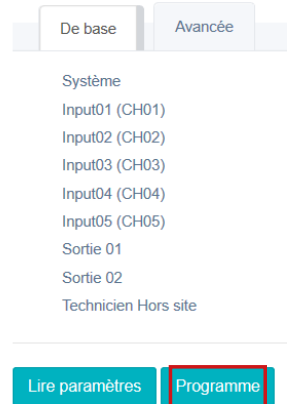 De base Avancée
Système
Input01 (CH01)
Input02 (CH02)
Input03 (CH03)
Input04 (CH04)
Input05 (CH05)
Sortie 01
Sortie 02
Technicien Hors site
Lire paramètres Programme